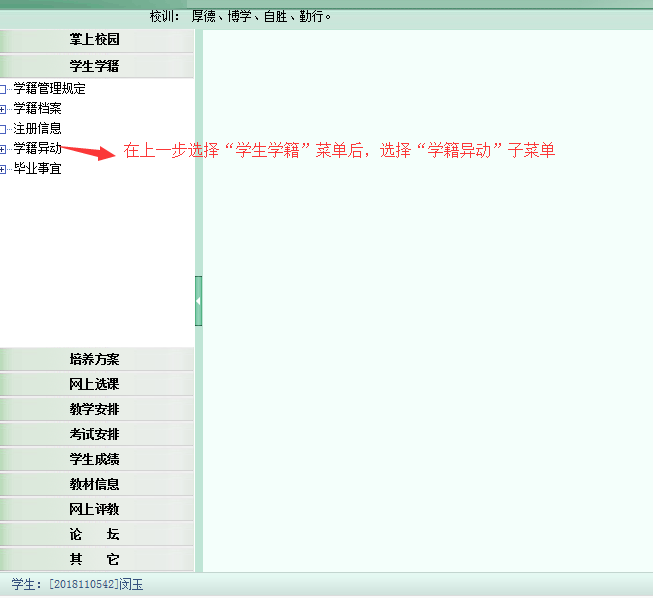 校训： 厚德、博学、自胜、勤行。
掌上校园
学生学籍
学籍管理规定
学籍档案
注册信息
学籍异动
在上一步选择“学生学籍”菜单后，选择“学籍异动”子菜单
毕业事宜
培养方案
网上选课
教学安排
考试安排
学生成绩
教材信息
网上评教
论 坛
其 它
学生：[2018110542]闵玉